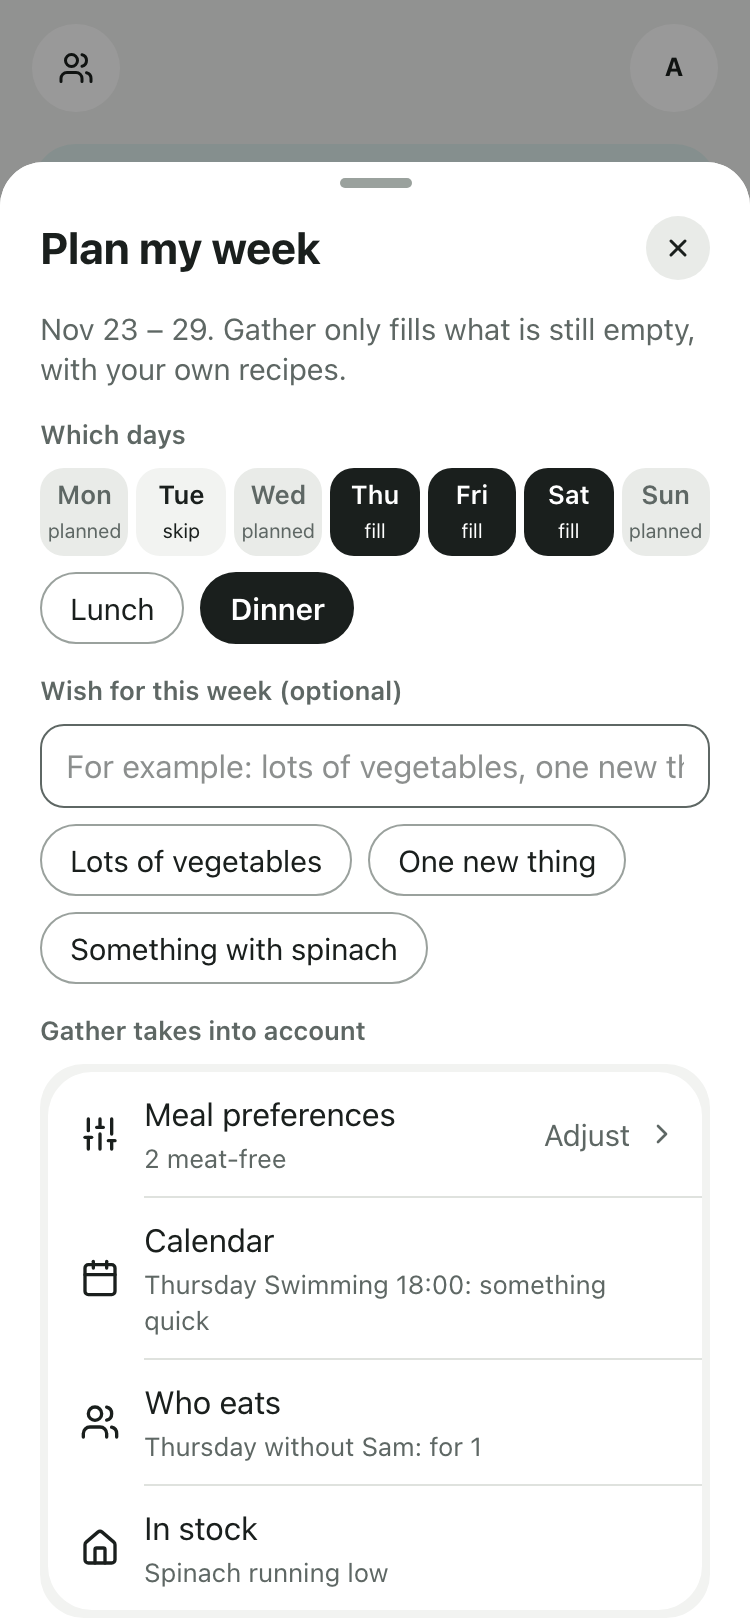 A
Plan my week
Nov 23 – 29. Gather only fills what is still empty,
with your own recipes.
Which days
Mon Tue Wed Thu Fri Sat Sun
planned skip planned fill fill fill planned
Lunch Dinner
Wish for this week (optional)
For example: lots of vegetables, one new
Lots of vegetables One new thing
Something with spinach
Gather takes into account
Meal preferences
2 meat-free
Adjust
Calendar
Thursday Swimming 18:00: something
quick
Who eats
Thursday without Sam: for 1
In stock
Spinach running low